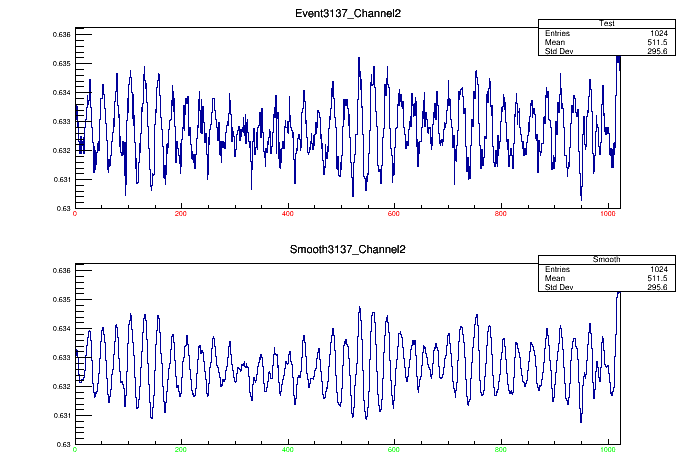 Event3137_Channel2
Test
Entries 1024
Mean 511.5
Std Dev 295.6
0.636
0.635
0.634
0.633
0.632
0.631
0.63
0 200 400 600 800 1000
Smooth3137_Channel2
Smooth
Entries 1024
Mean 511.5
Std Dev 295.6
0.636
0.635
0.634
0.633
0.632
0.631
0.63
0 200 400 600 800 1000